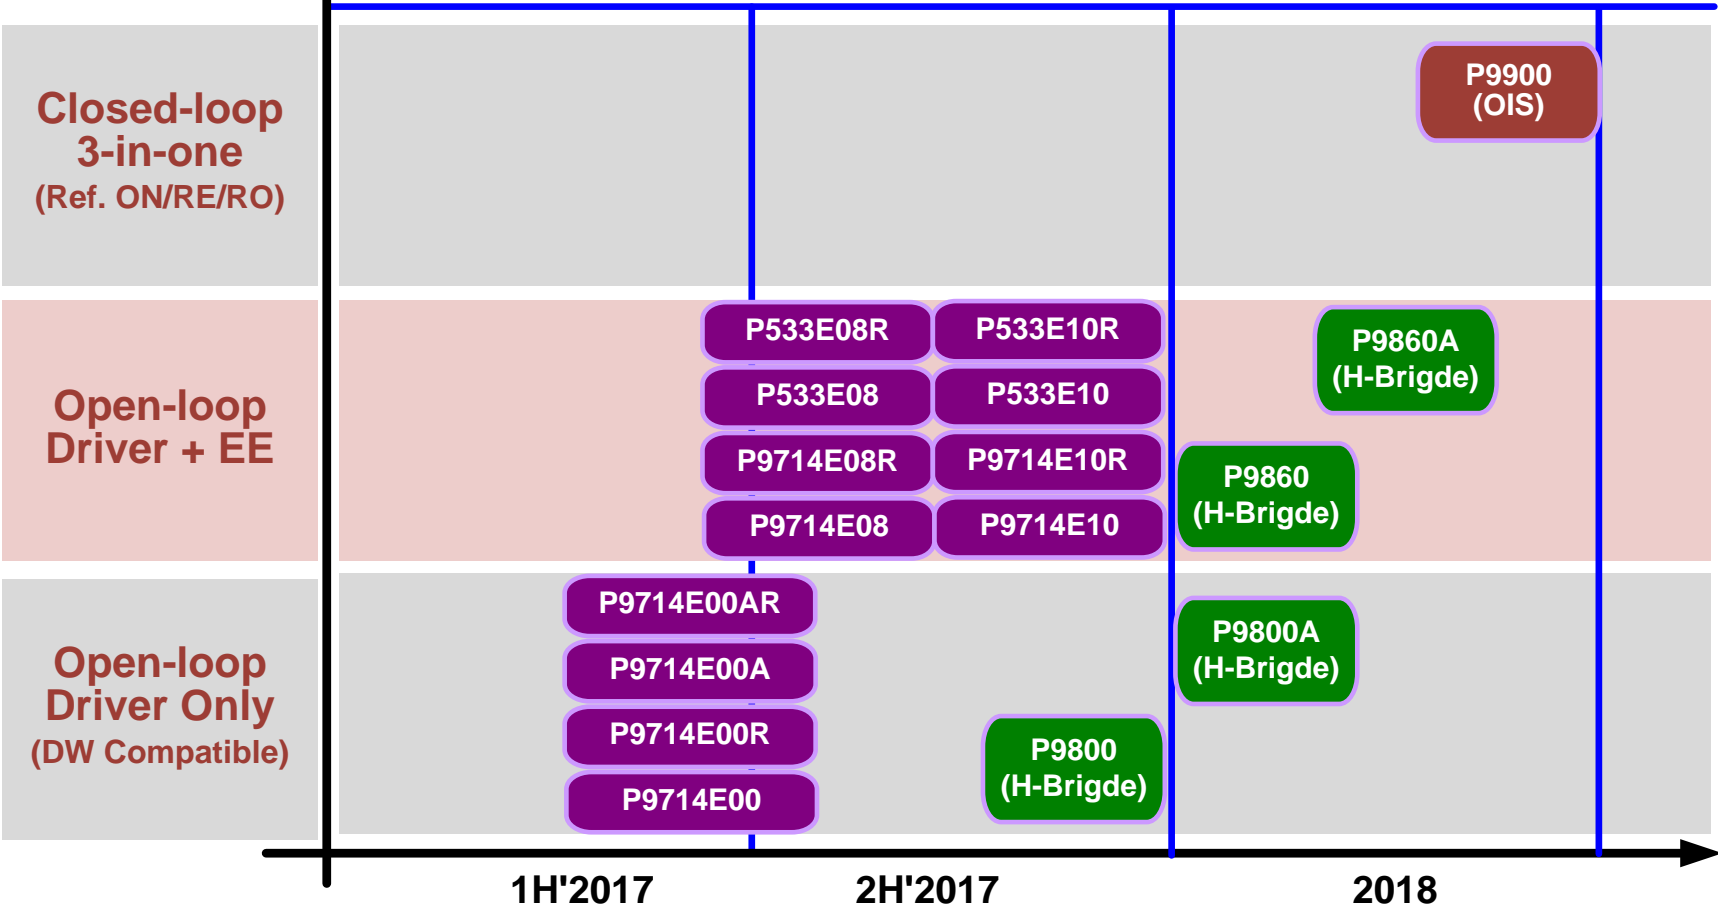 Closed-loop
3-in-one
(Ref. ON/RE/RO)
P9900
(OIS)
Open-loop
Driver + EE
P533E08R
P533E10R
P533E08
P533E10
P9714E08R
P9714E10R
P9714E08
P9714E10
P9860A
(H-Brigde)
P9860
(H-Brigde)
Open-loop
Driver Only
(DW Compatible)
P9714E00AR
P9714E00A
P9714E00R
P9714E00
P9800
(H-Brigde)
P9800A
(H-Brigde)
1H'2017
2H'2017
2018